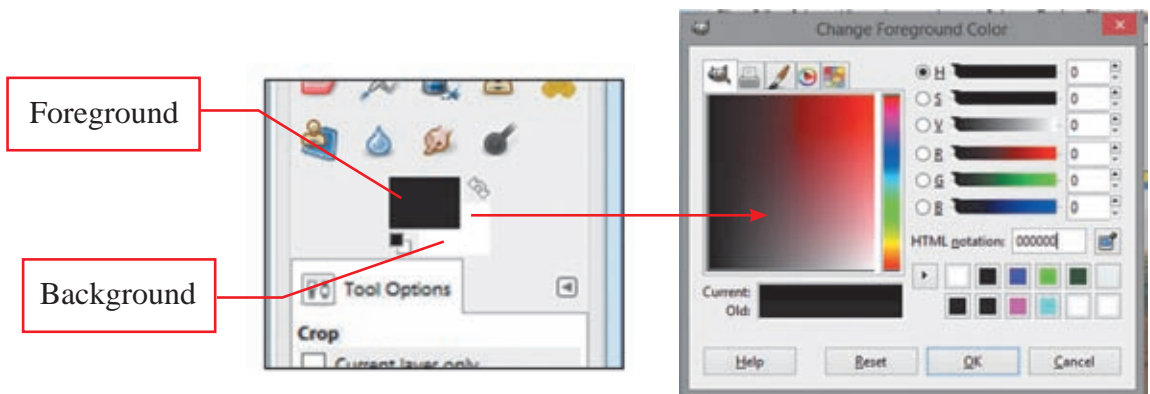 Foreground
Background
Tool Options
Crop
Current layer only
Change Foreground Color
H 0
S 0
V 0
R 0
G 0
B 0
HTML notation: 000000
Current:
Old:
Help Reset OK Cancel